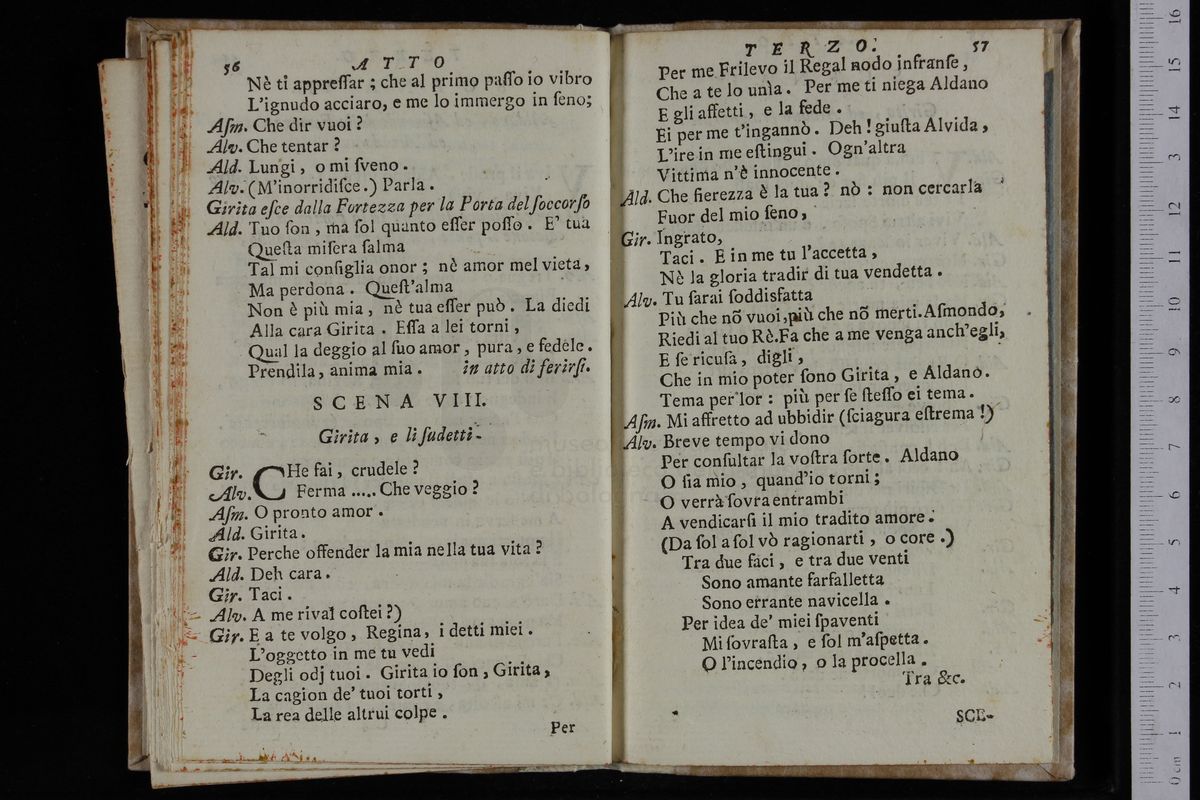 56 ATTO
Nè ti appreſſar ; che al primo paſſo io vibro
L'ignudo acciaro, e me lo immergo in ſeno;
Aſm. Che dir vuoi ?
Alv. Che tentar ?
Ald. Lungi, o mi ſveno .
Alv. (M'inorridiſce.) Parla .
Girita eſce dalla Fortezza per la Porta del ſoccorſo
Ald. Tuo ſon, ma ſol quanto eſſer poſſo . E' tua
Queſta miſera ſalma
Tal mi conſiglia onor ; nè amor mel vieta,
Ma perdona . Queſt'alma
Non è più mia, nè tua eſſer può . La diedi
Alla cara Girita . Eſſa a lei torni,
Qual la deggio al ſuo amor, pura, e fedele.
Prendila, anima mia . in atto di ferirſi.
SCENA VIII.
Girita, e li ſudetti.
Gir. CHe fai, crudele ?
Alv. Ferma ..... Che veggio ?
Aſm. O pronto amor .
Ald. Girita.
Gir. Perche offender la mia nella tua vita ?
Ald. Deh cara.
Gir. Taci.
Alv. A me rival coſtei ?)
Gir. E a te volgo, Regina, i detti miei .
L'oggetto in me tu vedi
Degli odj tuoi . Girita io ſon, Girita,
La cagion de' tuoi torti,
La rea delle altrui colpe .
Per
TERZO. 57
Per me Frilevo il Regal nodo infranſe,
Che a te lo unìa . Per me ti niega Aldano
E gli affetti, e la fede .
Ei per me t'ingannò . Deh ! giuſta Alvida,
L'ire in me eſtingui . Ogn'altra
Vittima n'è innocente .
Ald. Che fierezza è la tua ? nò : non cercarla
Fuor del mio ſeno,
Gir. Ingrato,
Taci . E in me tu l'accetta,
Nè la gloria tradir di tua vendetta .
Alv. Tu ſarai ſoddisfatta
Più che nõ vuoi,più che nõ merti.Aſmondo,
Riedi al tuo Rè.Fa che a me venga anch'egli,
E ſe ricuſa, digli,
Che in mio poter ſono Girita, e Aldano.
Tema per lor : più per ſe ſteſſo ei tema .
Aſm. Mi affretto ad ubbidir (ſciagura eſtrema !)
Alv. Breve tempo vi dono
Per conſultar la voſtra ſorte . Aldano
O ſia mio, quand'io torni ;
O verrà ſovra entrambi
A vendicarſi il mio tradito amore.
(Da ſol a ſol vò ragionarti, o core .)
Tra due faci, e tra due venti
Sono amante farfalletta
Sono errante navicella .
Per idea de' miei ſpaventi
Mi ſovraſta, e ſol m'aſpetta .
O l'incendio, o la procella .
Tra &c.
SCE-